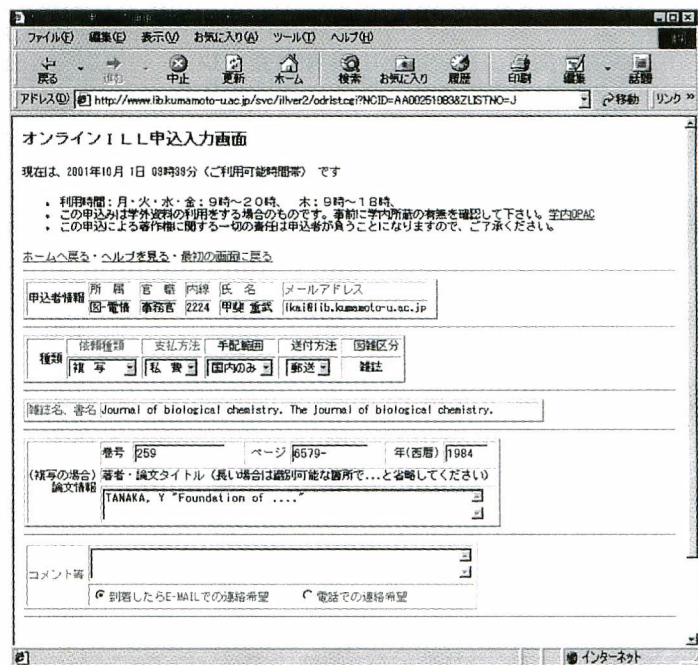 ファイル(F) 編集(E) 表示(V) お気に入り(A) ツール(T) ヘルプ(H)
戻る 進む 中止 更新 ホーム 検索 お気に入り 履歴 印刷 編集 話題
アドレス(D) http://www.lib.kumamoto-u.ac.jp/svc/illver2/odrist.cgi?NCID=AA00251083&ZLISTNO=J 移動 リンク »
オンラインILL申込入力画面
現在は、2001年10月 1日 09時39分 (ご利用可能時間帯) です
・ 利用時間:月・火・水・金:9時~20時、 木:9時~18時、
・ この申込みは学外資料の利用をする場合のものです。事前に学内所蔵の有無を確認して下さい。学内OPAC
・ この申込による著作権に関する一切の責任は申込者が負うことになりますので、ご了承ください。
ホームへ戻る・ヘルプを見る・最初の画面に戻る
申込者情報 所 属 官 職 内線 氏 名 メールアドレス
図-電情 事務官 2224 甲斐 重武 ikai@lib.kumamoto-u.ac.jp
種類 依頼種類 支払方法 手配範囲 送付方法 図雑区分
複 写 私 費 国内のみ 郵送 雑誌
雑誌名、書名 Journal of biological chemistry. The journal of biological chemistry.
巻号 259 ページ 6579- 年(西暦) 1984
(複写の場合) 著者・論文タイトル (長い場合は識別可能な箇所で...と省略してください)
論文情報
TANAKA, Y "Foundation of ...."
コメント等
到着したらE-MAILでの連絡希望 電話での連絡希望
インターネット